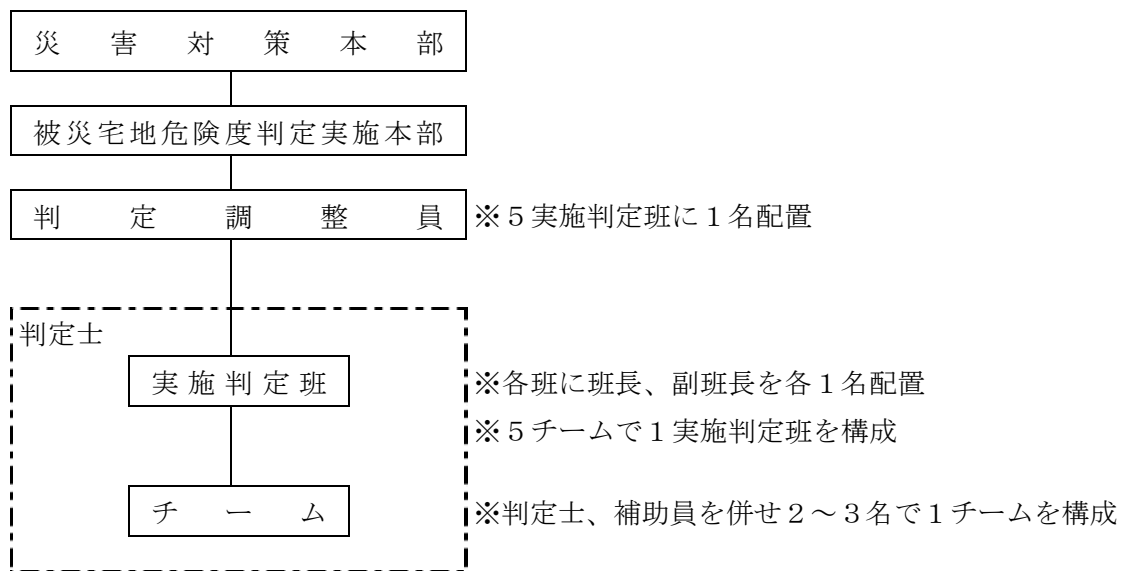 災害対策本部
被災宅地危険度判定実施本部
判定調整員 ※5実施判定班に1名配置
判定士
実施判定班 ※各班に班長、副班長を各1名配置
※5チームで1実施判定班を構成
チーム ※判定士、補助員を併せ2~3名で1チームを構成